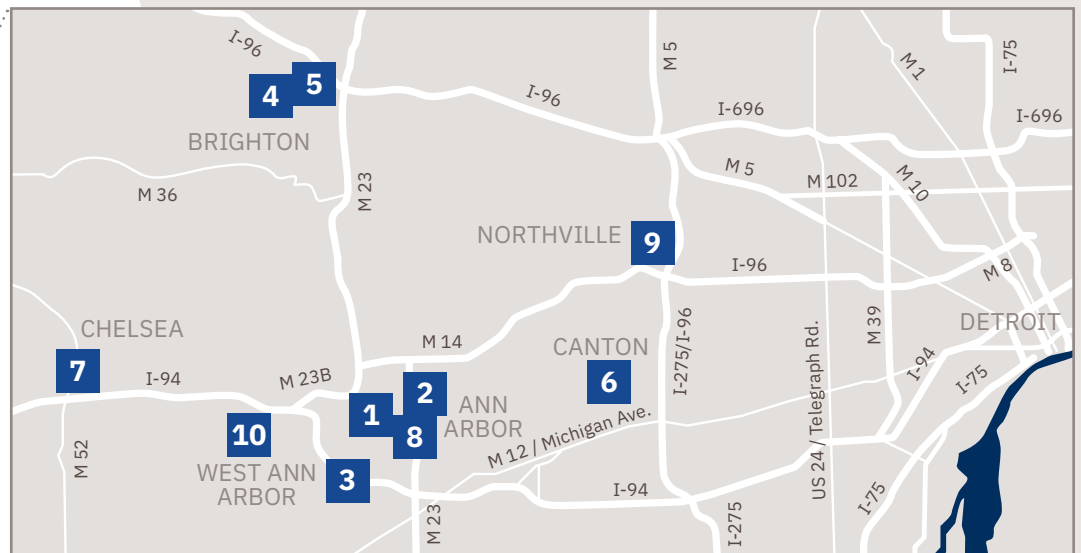 I-96
M 5
M 1
I-75
4
5
I-96
I-696
I-696
BRIGHTON
M 5
M 102
M 10
M 36
M 23
NORTHVILLE
9
I-96
M 8
CHELSEA
7
I-94
M 23B
M 14
CANTON
6
I-275/I-96
M 39
DETROIT
I-94
I-75
1
2
8
ANN
ARBOR
10
WEST ANN
ARBOR
3
M 12 / Michigan Ave.
US 24 / Telegraph Rd.
M 52
M 23
I-94
I-275
I-75